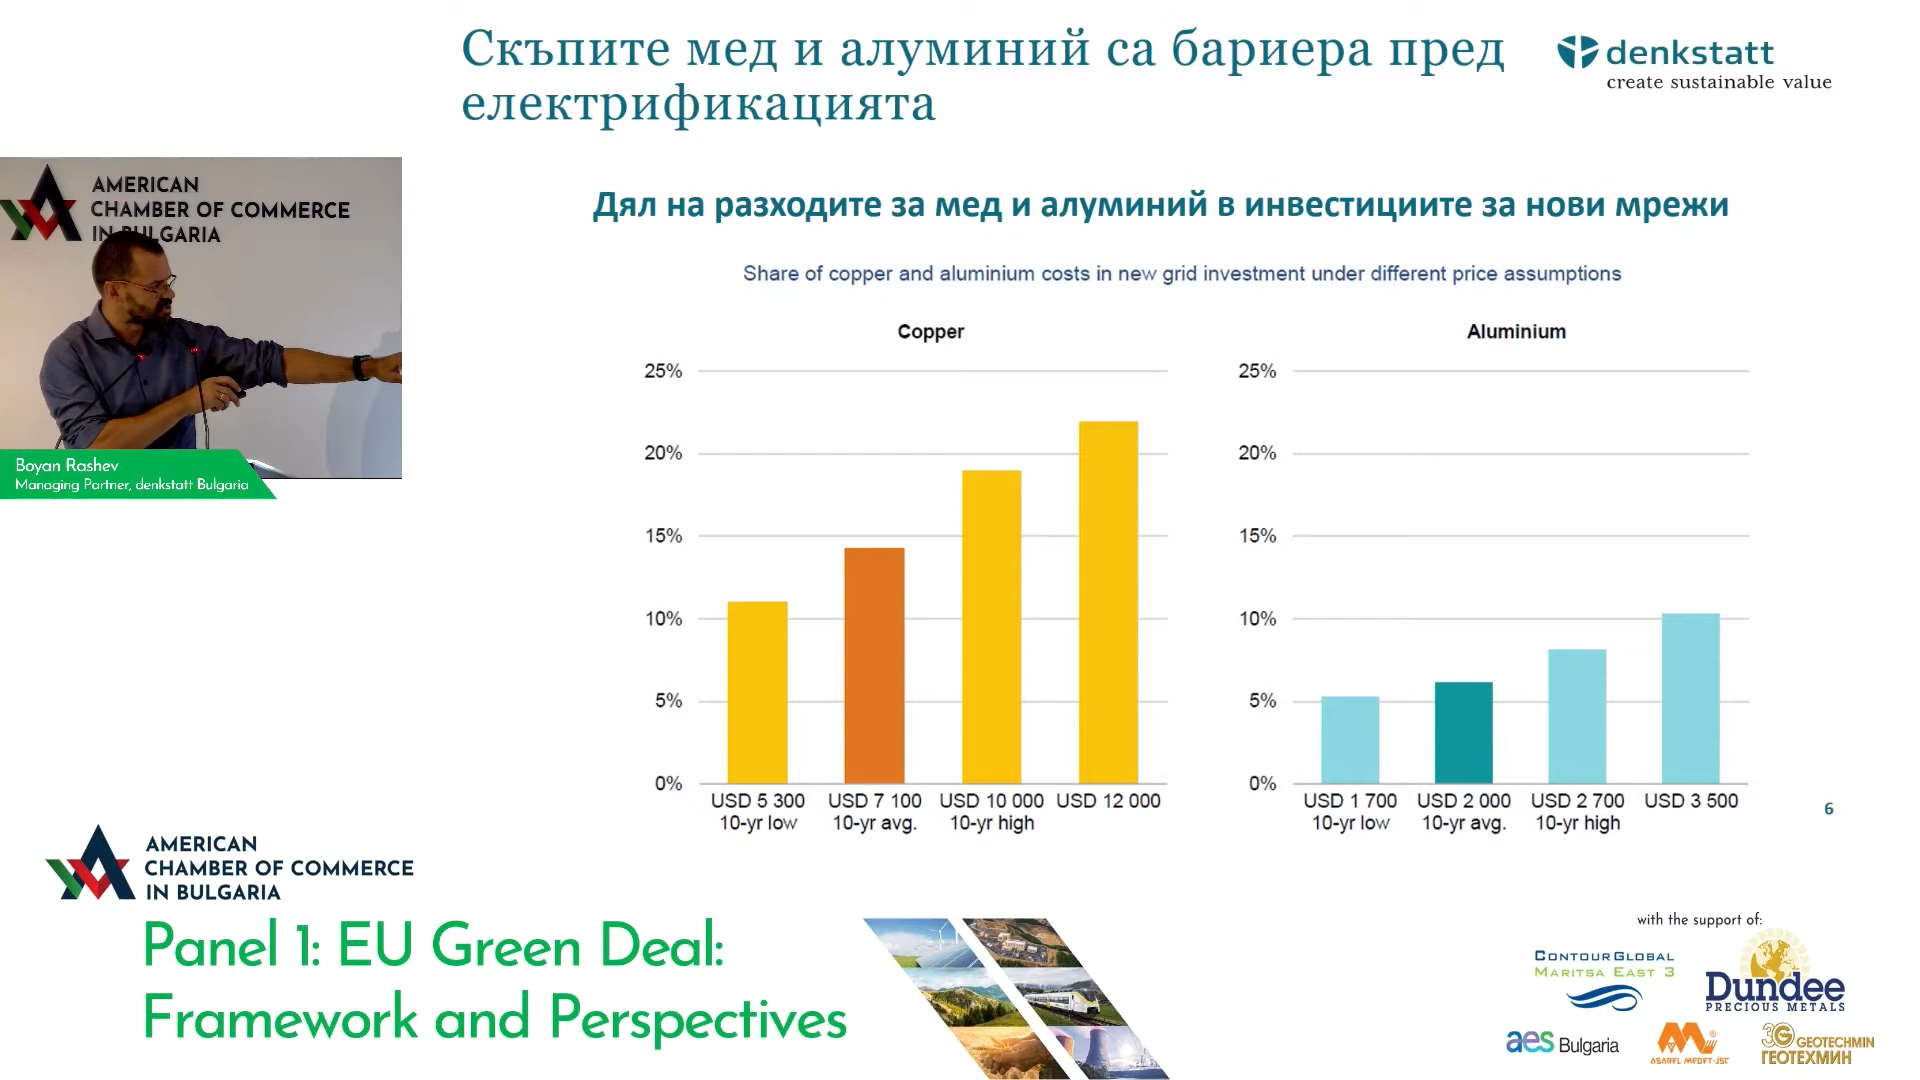 Скъпите мед и алуминий са бариера пред
електрификацията
denkstatt
create sustainable value
AMERICAN
CHAMBER OF COMMERCE
IN BULGARIA
Boyan Rashev
Managing Partner, denkstatt Bulgaria
Дял на разходите за мед и алуминий в инвестициите за нови мрежи
Share of copper and aluminium costs in new grid investment under different price assumptions
Copper
25%
20%
15%
10%
5%
0%
USD 5 300
10-yr low
USD 7 100
10-yr avg.
USD 10 000
10-yr high
USD 12 000
Aluminium
25%
20%
15%
10%
5%
0%
USD 1 700
10-yr low
USD 2 000
10-yr avg.
USD 2 700
10-yr high
USD 3 500
6
AMERICAN
CHAMBER OF COMMERCE
IN BULGARIA
Panel 1: EU Green Deal:
Framework and Perspectives
with the support of:
CONTOURGLOBAL
MARITSA EAST 3
Dundee
PRECIOUS METALS
aes Bulgaria
ASAREL MEDET-JSC
3G GEOTECHMIN
ГЕОТЕХМИН